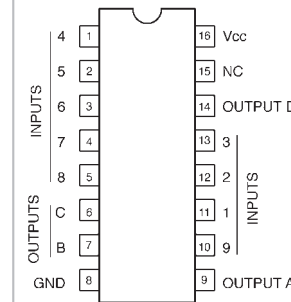 4 1 16 Vcc
5 2 15 NC
6 3 14 OUTPUT D
7 4 13 3
8 5 12 2
C 6 11 1
B 7 10 9
GND 8 9 OUTPUT A
INPUTS
OUTPUTS
INPUTS